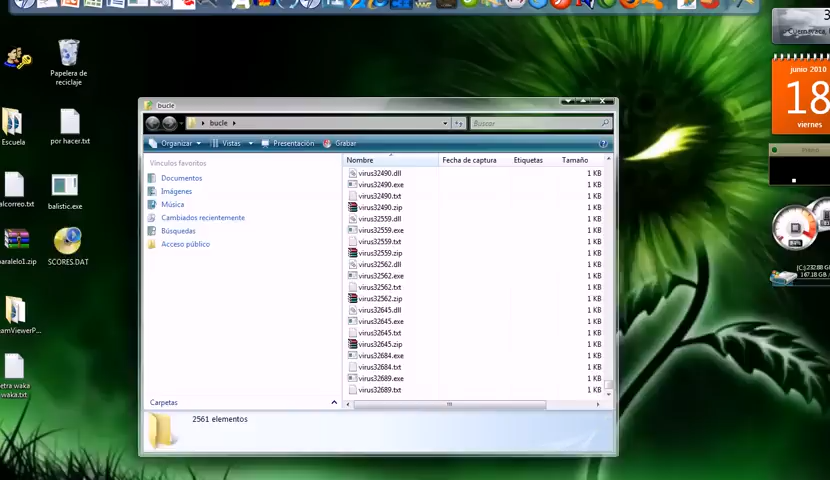 Papelera de
reciclaje
Escuela
por hacer.txt
alcorreo.txt
balistic.exe
aralelo1.zip
SCORES.DAT
eamViewerP...
etra waka
waka.txt
bucle
bucle
Buscar
Organizar
Vistas
Presentación
Grabar
Vínculos favoritos
Documentos
Imágenes
Música
Cambiados recientemente
Búsquedas
Acceso público
Carpetas
Nombre Fecha de captura Etiquetas Tamaño
virus32490.dll 1 KB
virus32490.exe 1 KB
virus32490.txt 1 KB
virus32490.zip 1 KB
virus32559.dll 1 KB
virus32559.exe 1 KB
virus32559.txt 1 KB
virus32559.zip 1 KB
virus32562.dll 1 KB
virus32562.exe 1 KB
virus32562.txt 1 KB
virus32562.zip 1 KB
virus32645.dll 1 KB
virus32645.exe 1 KB
virus32645.txt 1 KB
virus32645.zip 1 KB
virus32684.exe 1 KB
virus32684.txt 1 KB
virus32689.exe 1 KB
virus32689.txt 1 KB
2561 elementos
Cuernavaca,
junio 2010
18
viernes